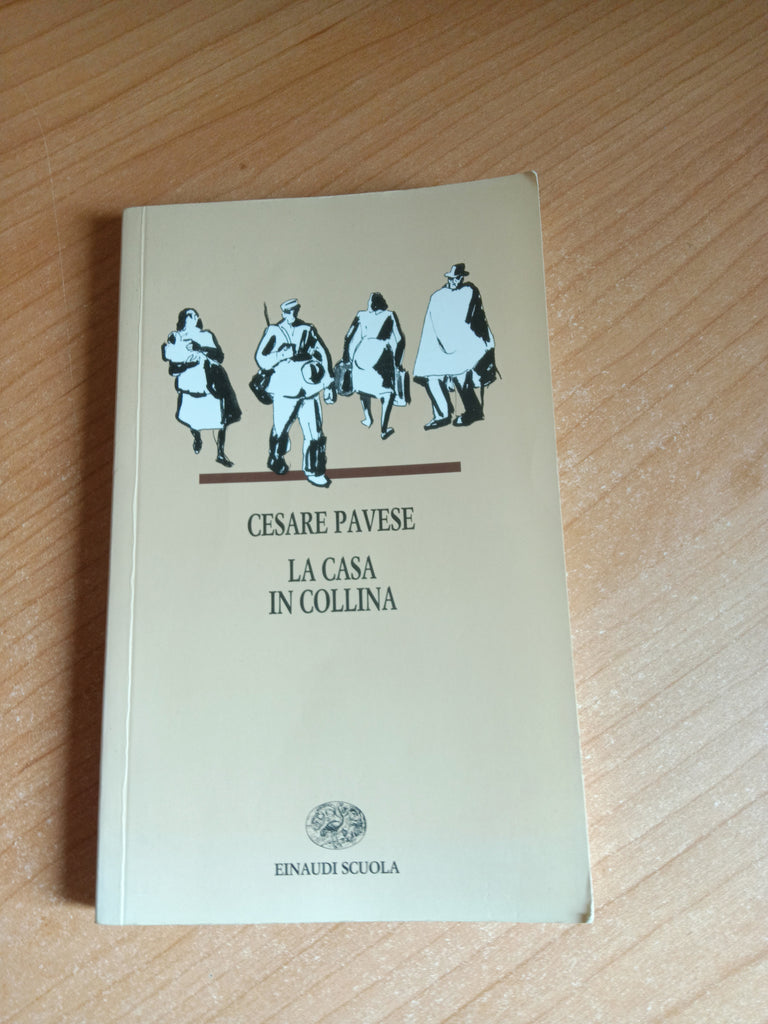 CESARE PAVESE
LA CASA
IN COLLINA
EINAUDI SCUOLA